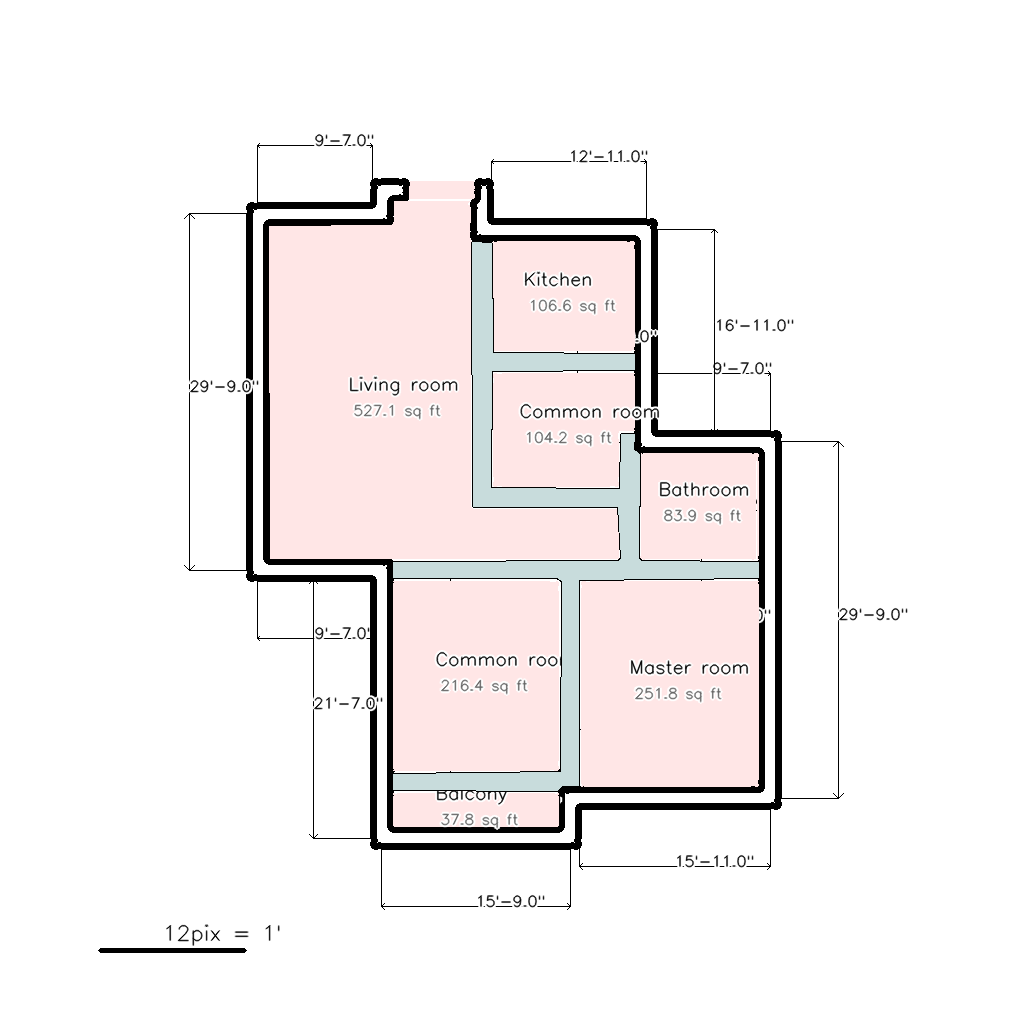 9'-7.0"
12'-11.0"
Kitchen
106.6 sq ft
16'-11.0"
.0"
9'-7.0"
29'-9.0"
Living room
527.1 sq ft
Common room
104.2 sq ft
Bathroom
83.9 sq ft
29'-9.0"
0"
9'-7.0"
Common roo
216.4 sq ft
Master room
251.8 sq ft
21'-7.0"
Balcony
37.8 sq ft
15'-11.0"
15'-9.0"
12pix = 1'